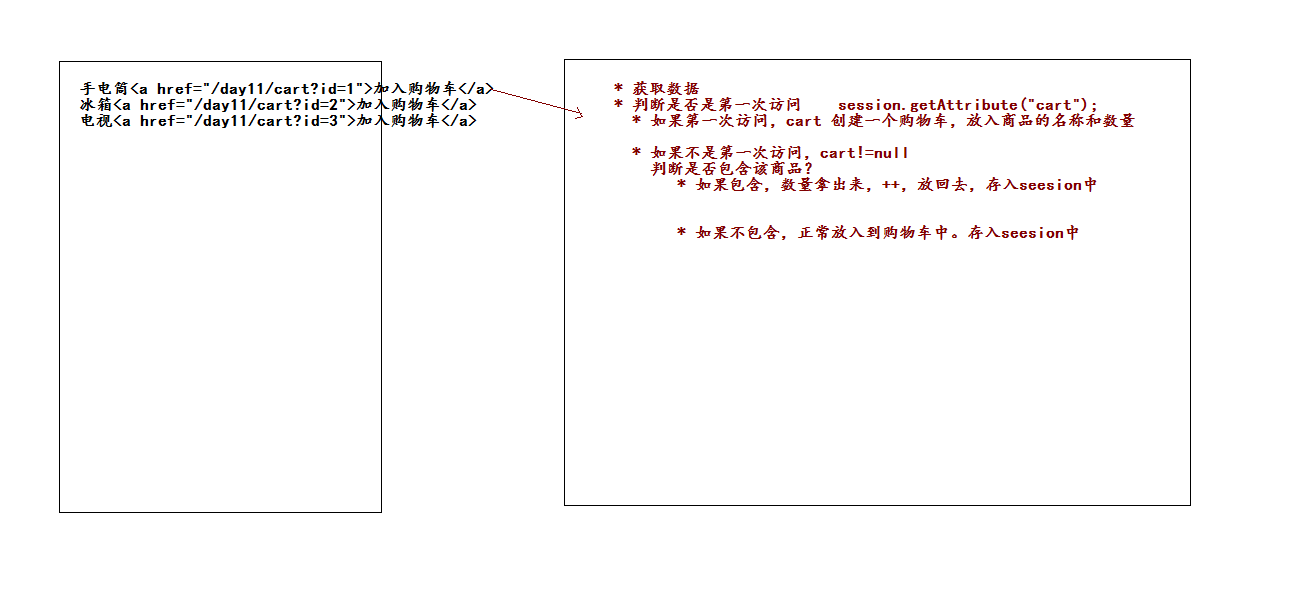 手电筒<a href="/day11/cart?id=1">加入购物车</a>
冰箱<a href="/day11/cart?id=2">加入购物车</a>
电视<a href="/day11/cart?id=3">加入购物车</a>
* 获取数据
* 判断是否是第一次访问    session.getAttribute("cart");
* 如果第一次访问，cart 创建一个购物车，放入商品的名称和数量
* 如果不是第一次访问，cart!=null
判断是否包含该商品？
* 如果包含，数量拿出来，++，放回去，存入seesion中
* 如果不包含，正常放入到购物车中。存入seesion中